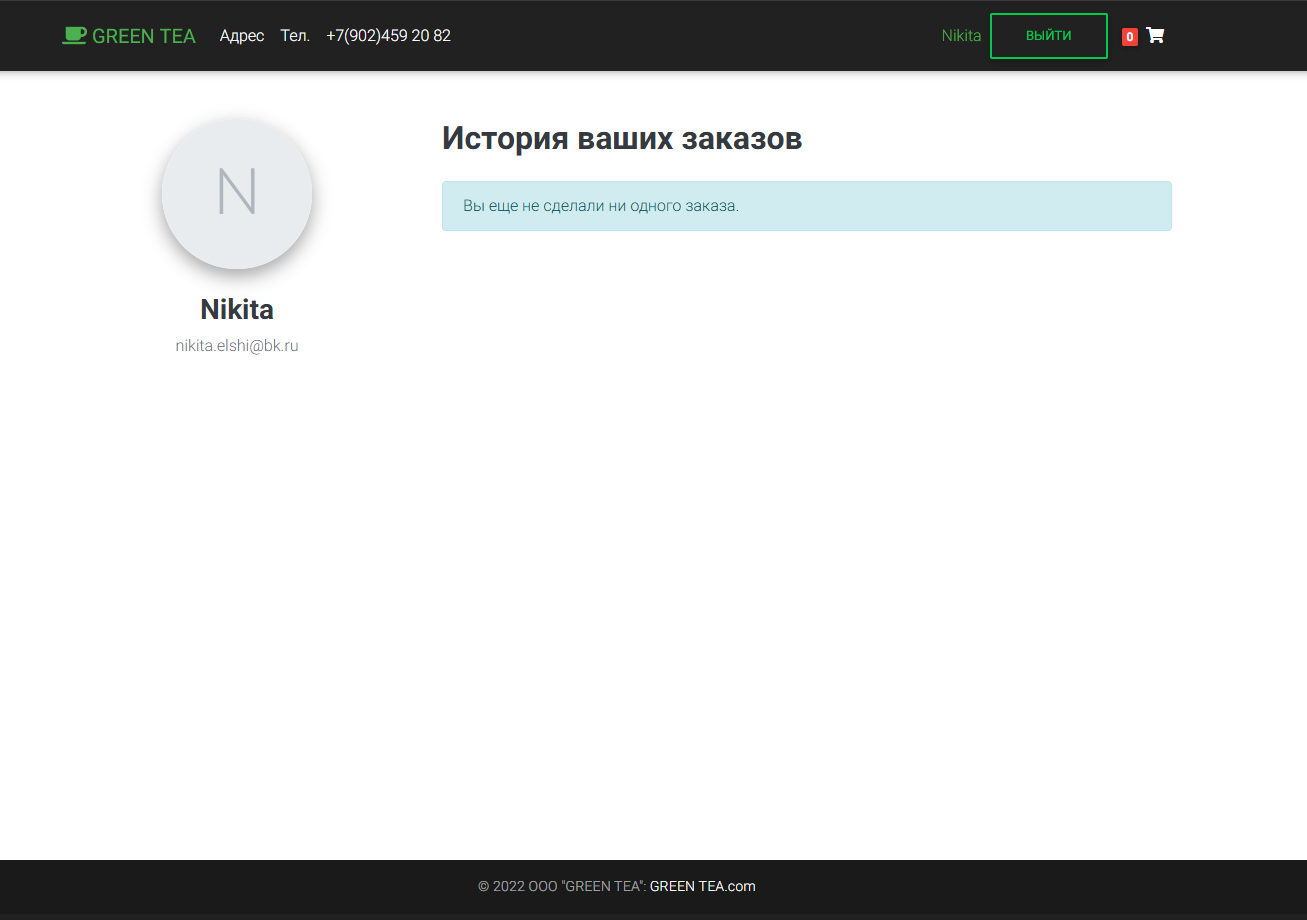 GREEN TEA Адрес Тел. +7(902)459 20 82 Nikita ВЫЙТИ 0
N
История ваших заказов
Вы еще не сделали ни одного заказа.
Nikita
nikita.elshi@bk.ru
© 2022 ООО "GREEN TEA": GREEN TEA.com